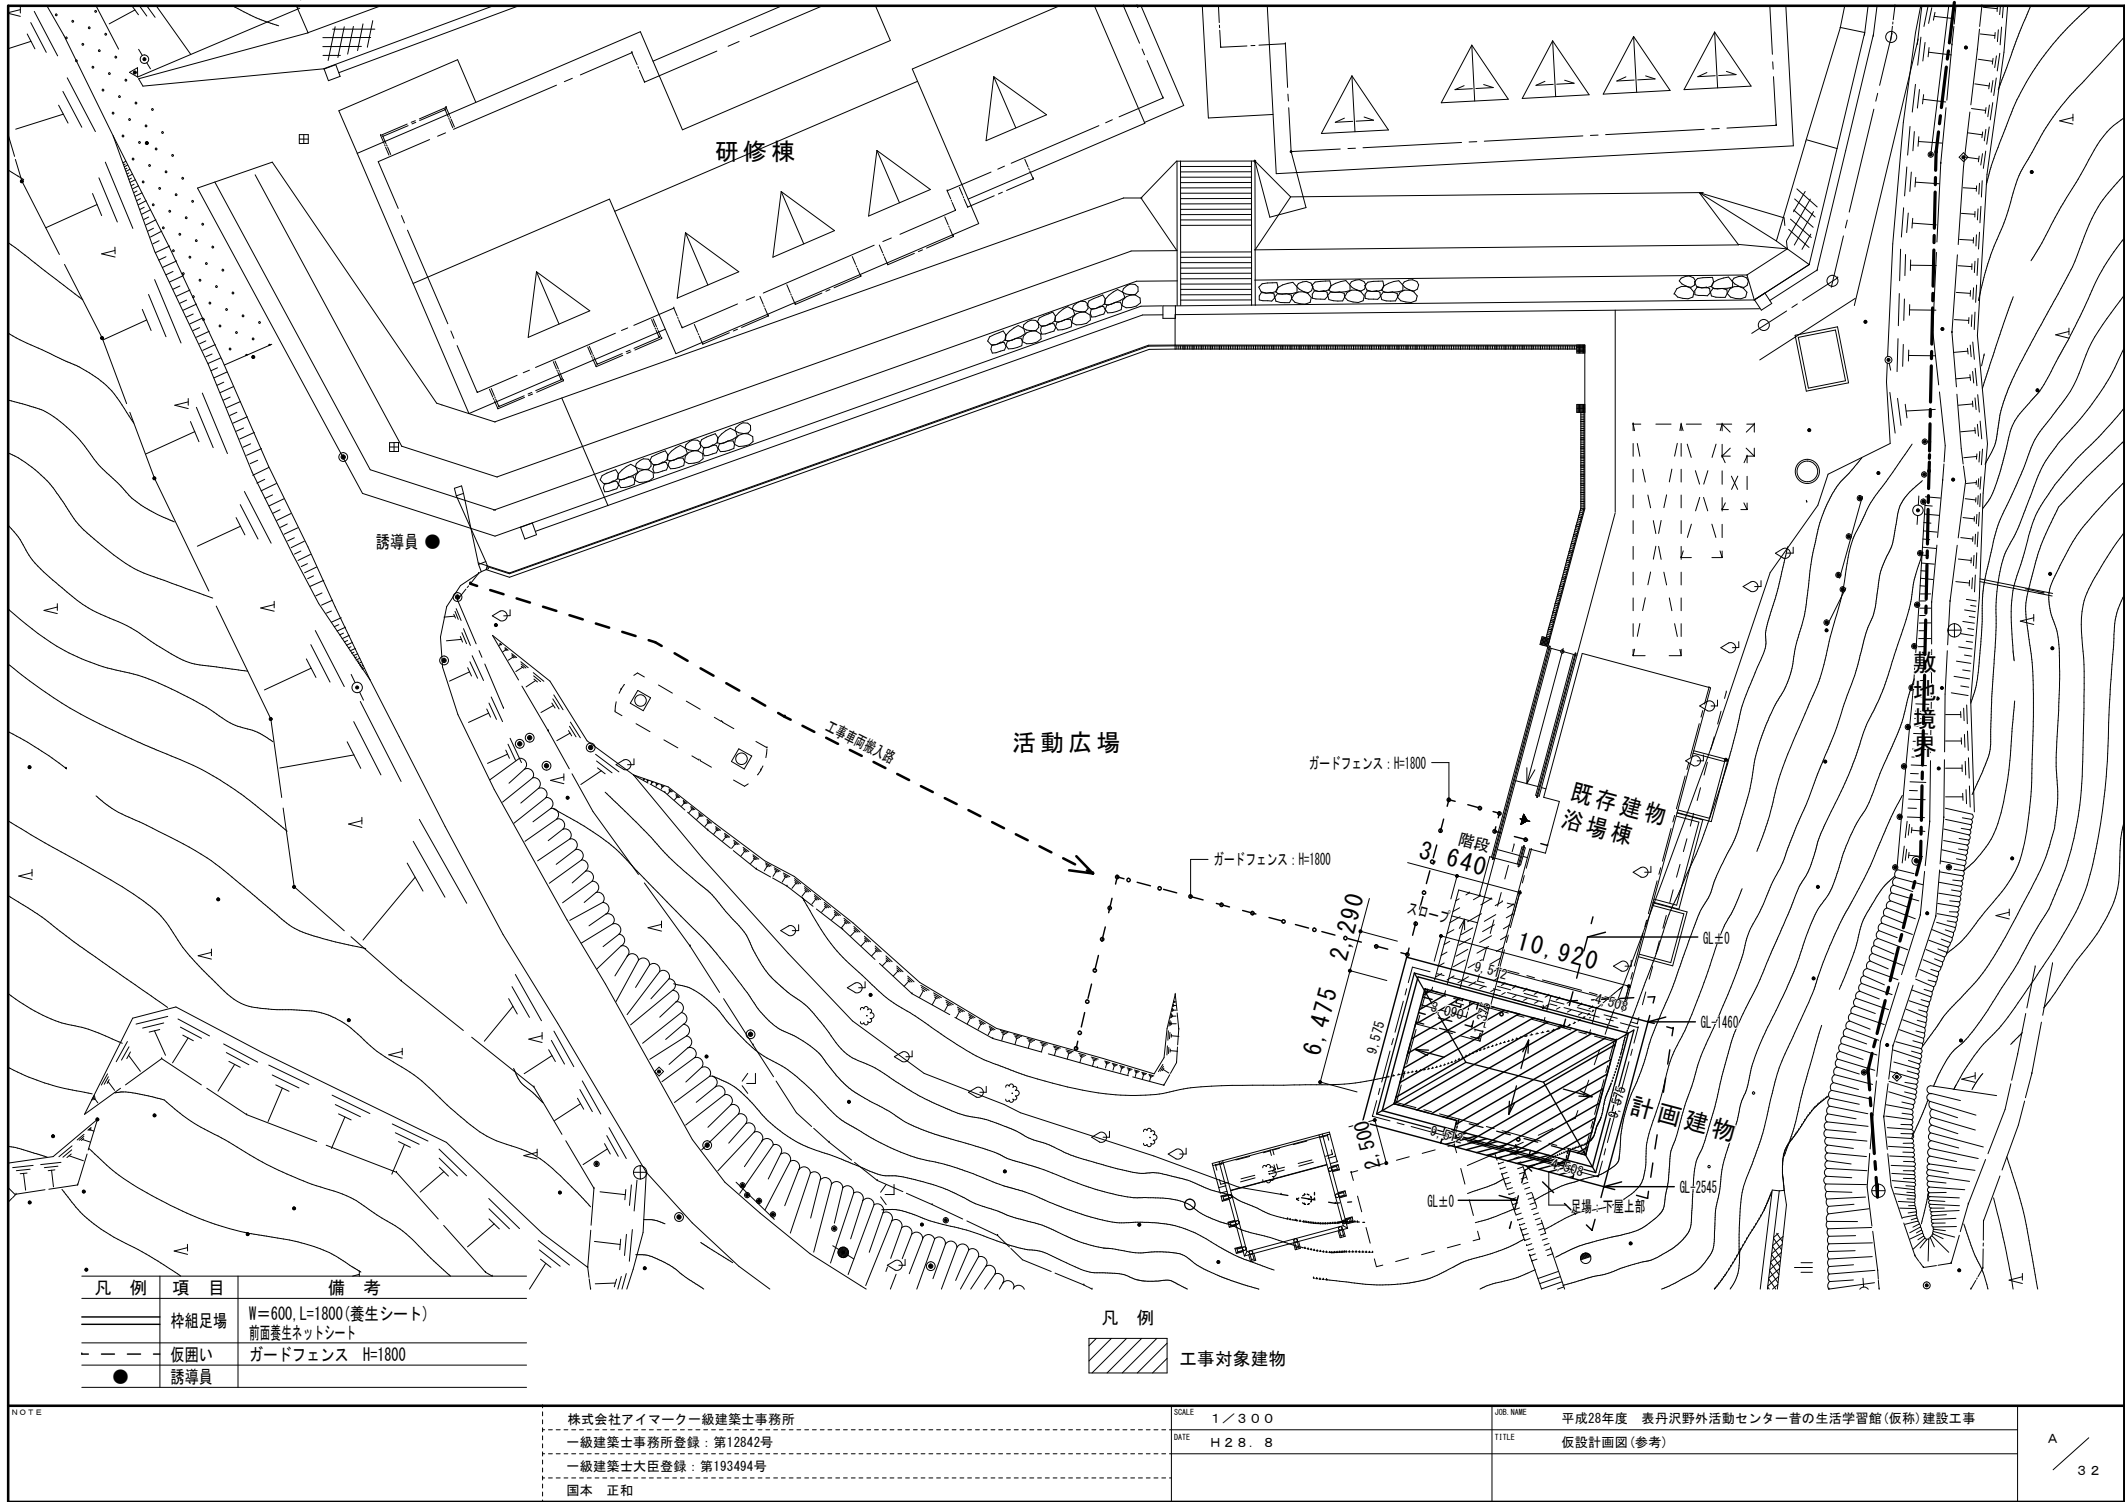 研修棟
誘導員
工事車両搬入路
活動広場
ガードフェンス：H=1800
ガードフェンス：H=1800
既存建物
浴場棟
敷地境界
階段
3,640
スロープ
2,290
10,920
GL±0
9,512
4,508
6,475
9,575
3,090
GL-1460
9,575
計画建物
9,512
4,508
2,500
GL±0
GL-2545
足場：下屋上部
凡 例 項 目 備 考
枠組足場 W=600,L=1800(養生シート)
前面養生ネットシート
仮囲い ガードフェンス H=1800
誘導員
凡 例
工事対象建物
NOTE
株式会社アイマーク一級建築士事務所
一級建築士事務所登録：第12842号
一級建築士大臣登録：第193494号
国本 正和
SCALE 1／300
DATE H28. 8
JOB.NAME 平成28年度 表丹沢野外活動センター昔の生活学習館(仮称)建設工事
TITLE 仮設計画図(参考)
A／32